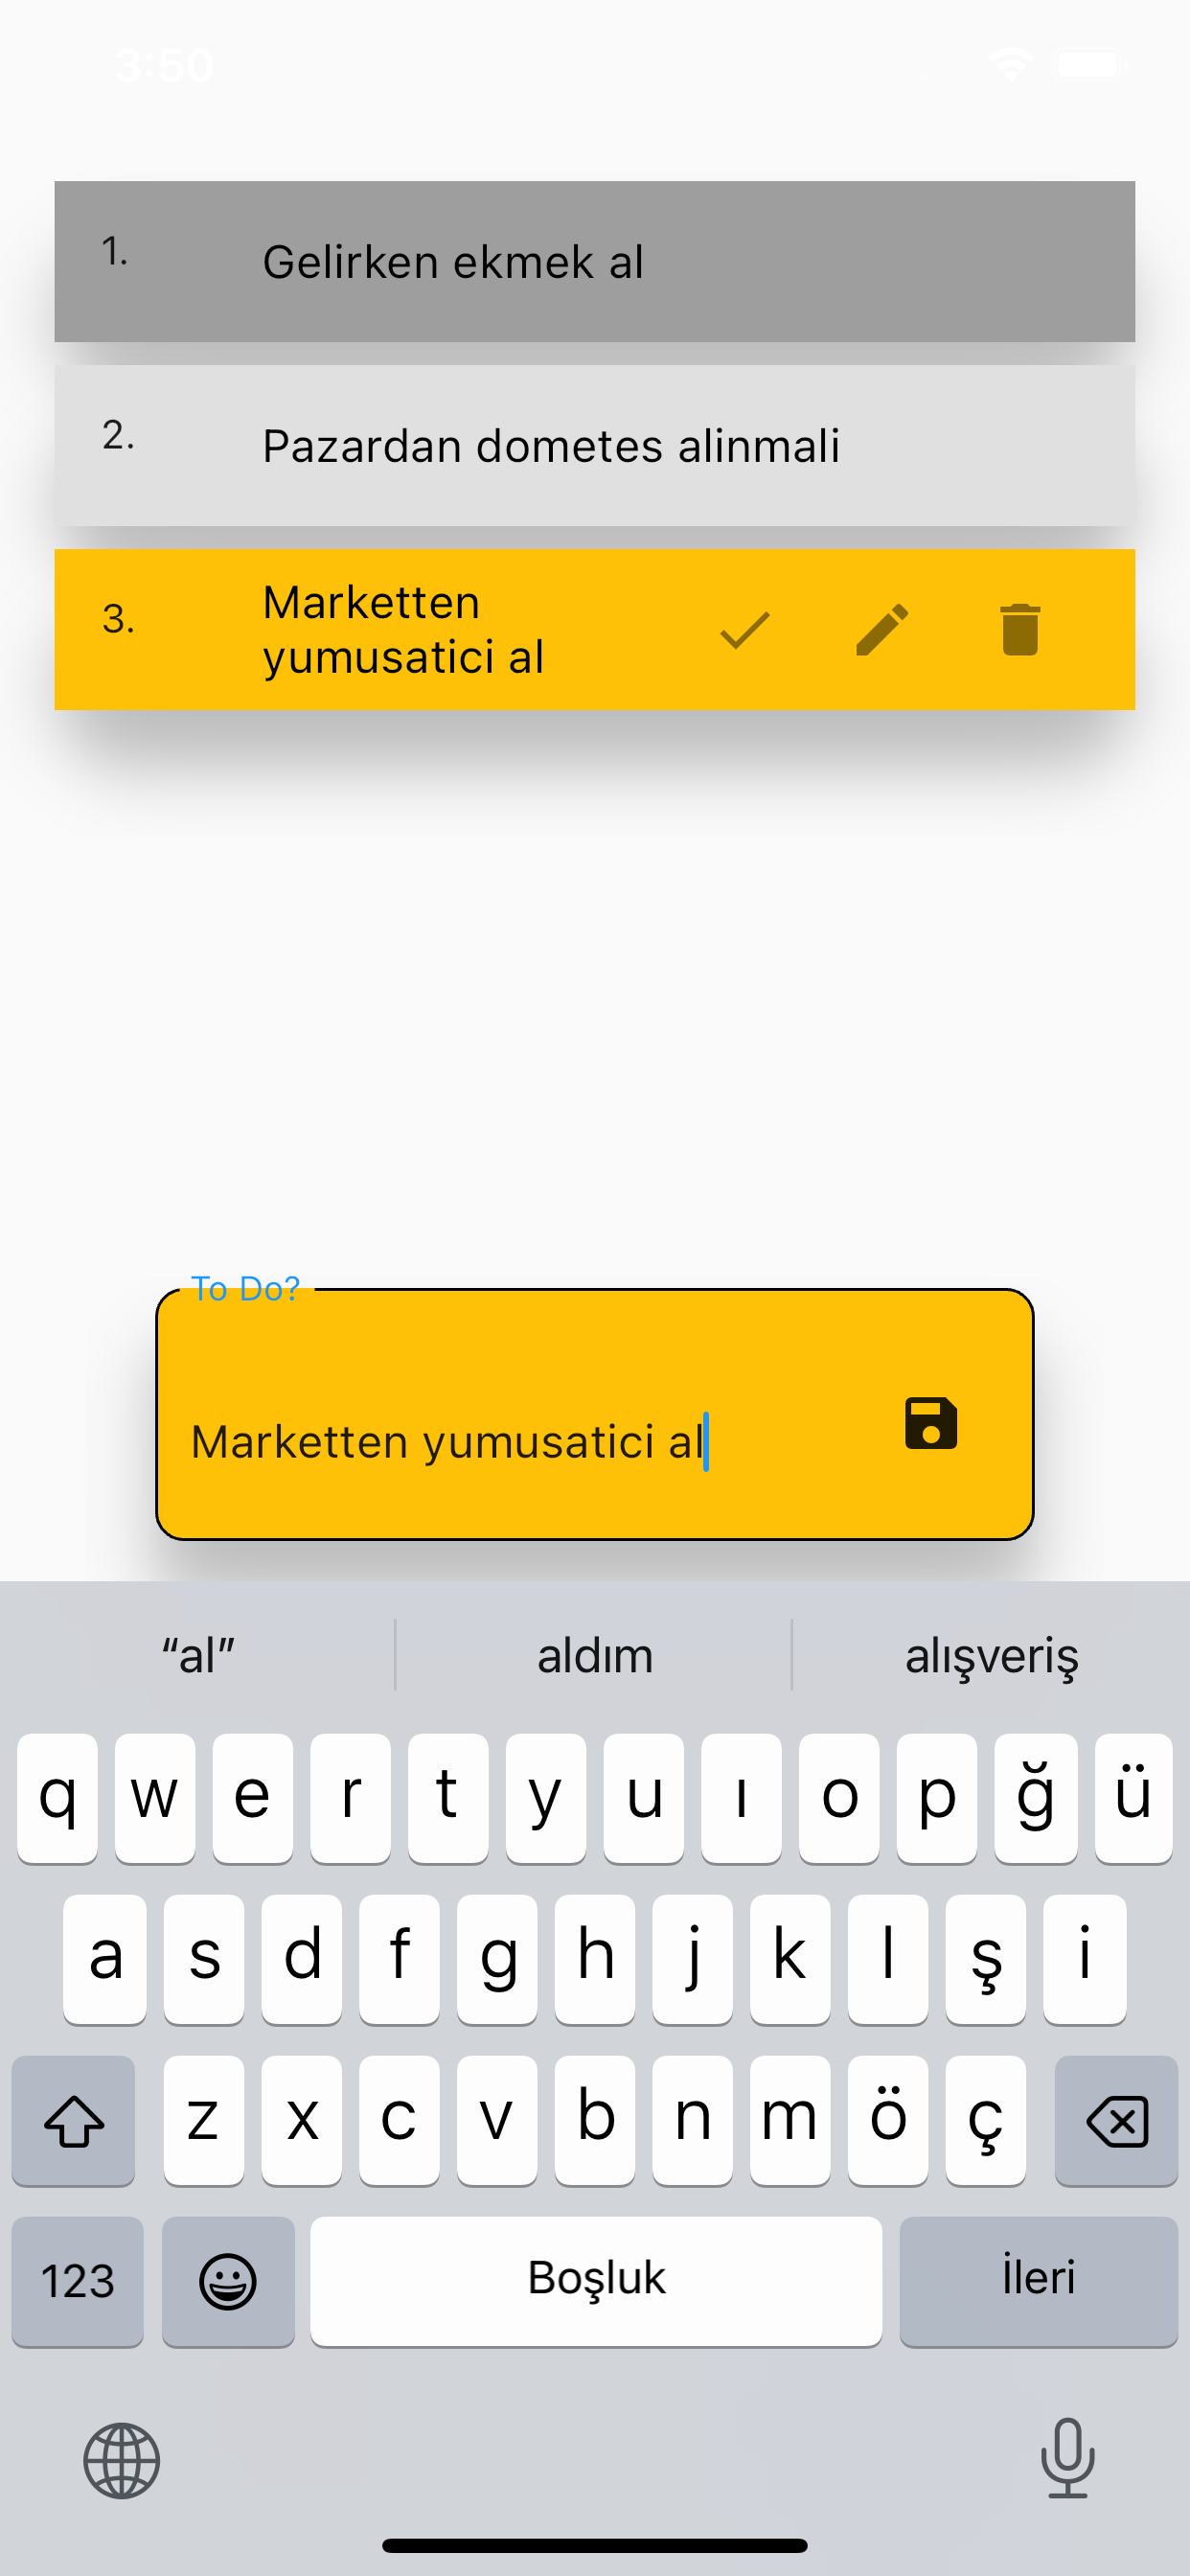 3:50
1.
Gelirken ekmek al
2.
Pazardan dometes alinmali
3.
Marketten
yumusatici al
To Do?
Marketten yumusatici al
“al” aldım alışveriş
q w e r t y u ı o p ğ ü
a s d f g h j k l ş i
z x c v b n m ö ç
123 Boşluk İleri